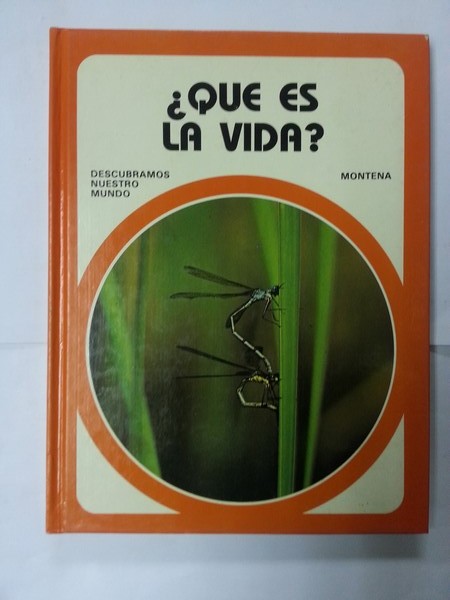 ¿QUE ES
LA VIDA?
DESCUBRAMOS
NUESTRO
MUNDO
MONTENA